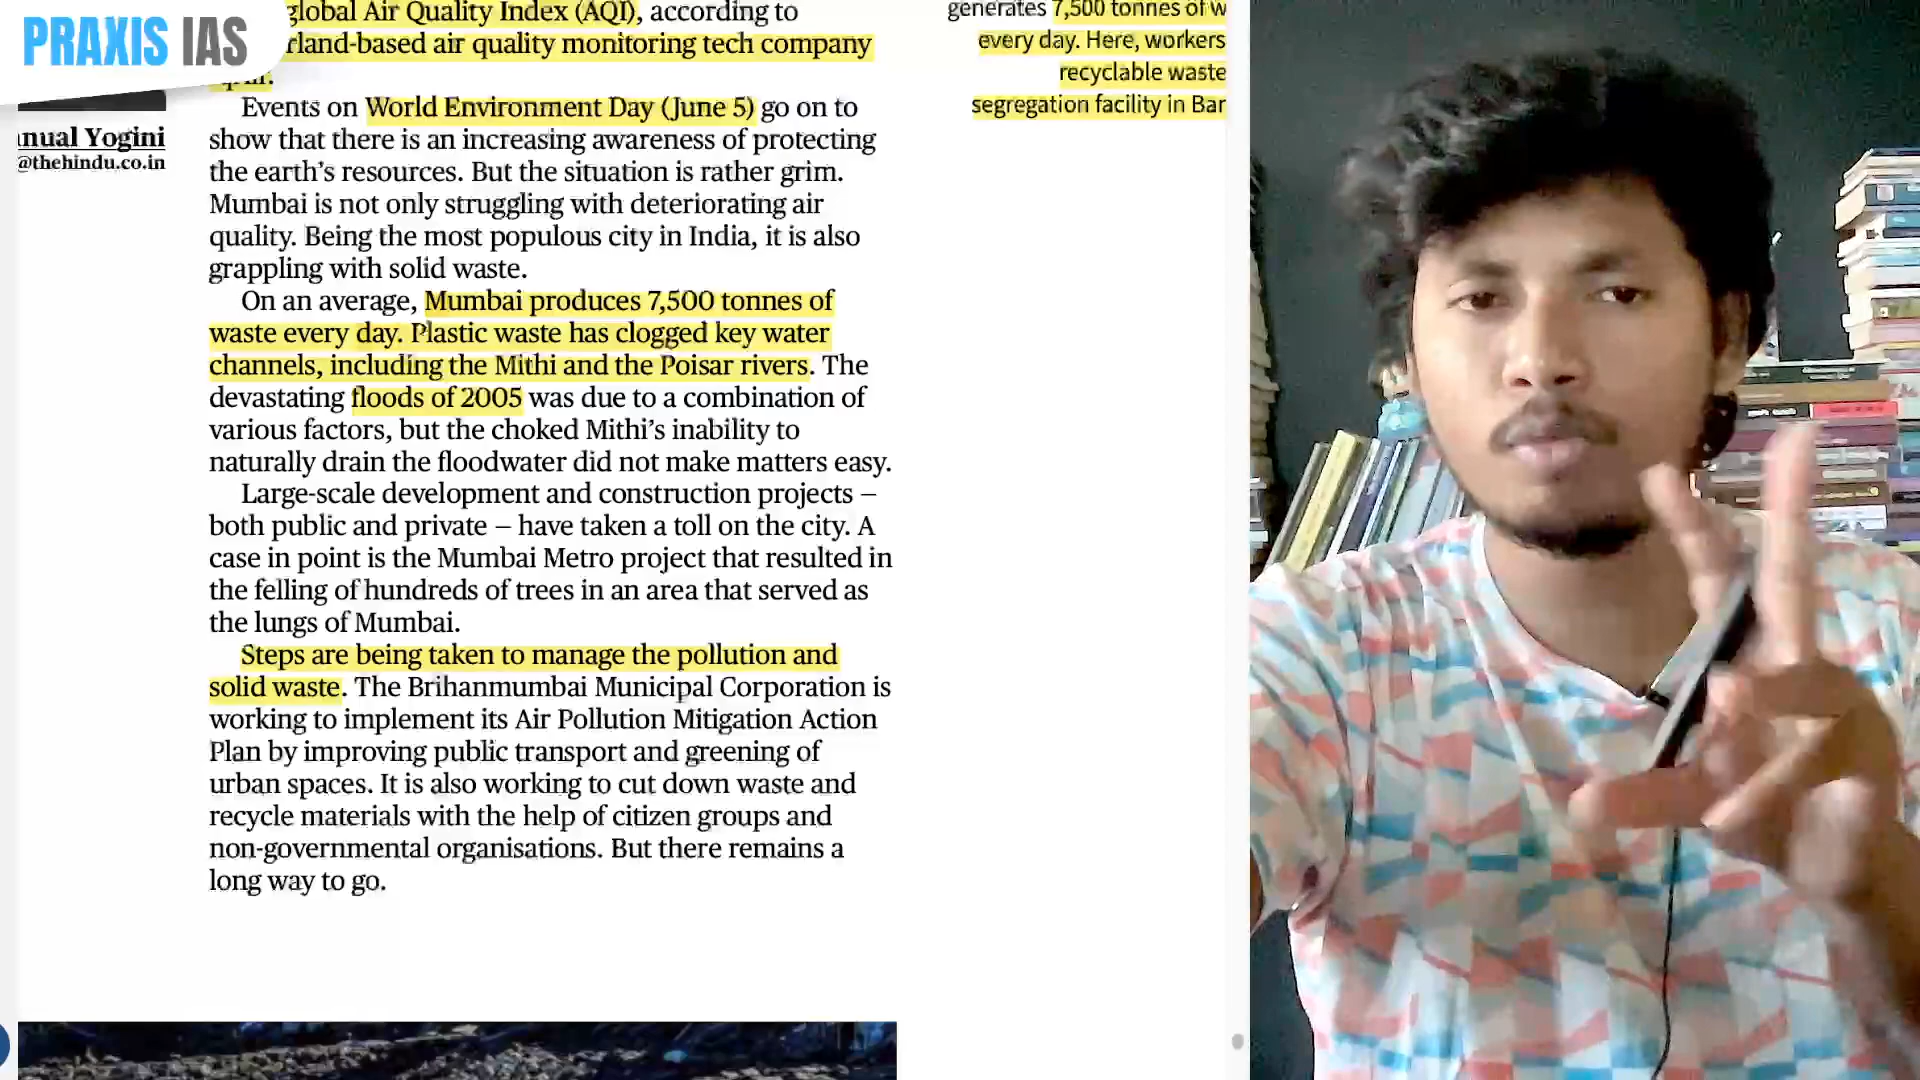 PRAXIS IAS
global Air Quality Index (AQI), according to
rland-based air quality monitoring tech company
nual Yogini
@thehindu.co.in
Events on World Environment Day (June 5) go on to
show that there is an increasing awareness of protecting
the earth's resources. But the situation is rather grim.
Mumbai is not only struggling with deteriorating air
quality. Being the most populous city in India, it is also
grappling with solid waste.
On an average, Mumbai produces 7,500 tonnes of
waste every day. Plastic waste has clogged key water
channels, including the Mithi and the Poisar rivers. The
devastating floods of 2005 was due to a combination of
various factors, but the choked Mithi's inability to
naturally drain the floodwater did not make matters easy.
Large-scale development and construction projects –
both public and private – have taken a toll on the city. A
case in point is the Mumbai Metro project that resulted in
the felling of hundreds of trees in an area that served as
the lungs of Mumbai.
Steps are being taken to manage the pollution and
solid waste. The Brihanmumbai Municipal Corporation is
working to implement its Air Pollution Mitigation Action
Plan by improving public transport and greening of
urban spaces. It is also working to cut down waste and
recycle materials with the help of citizen groups and
non-governmental organisations. But there remains a
long way to go.
generates 7,500 tonnes of w
every day. Here, workers
recyclable waste
segregation facility in Ban